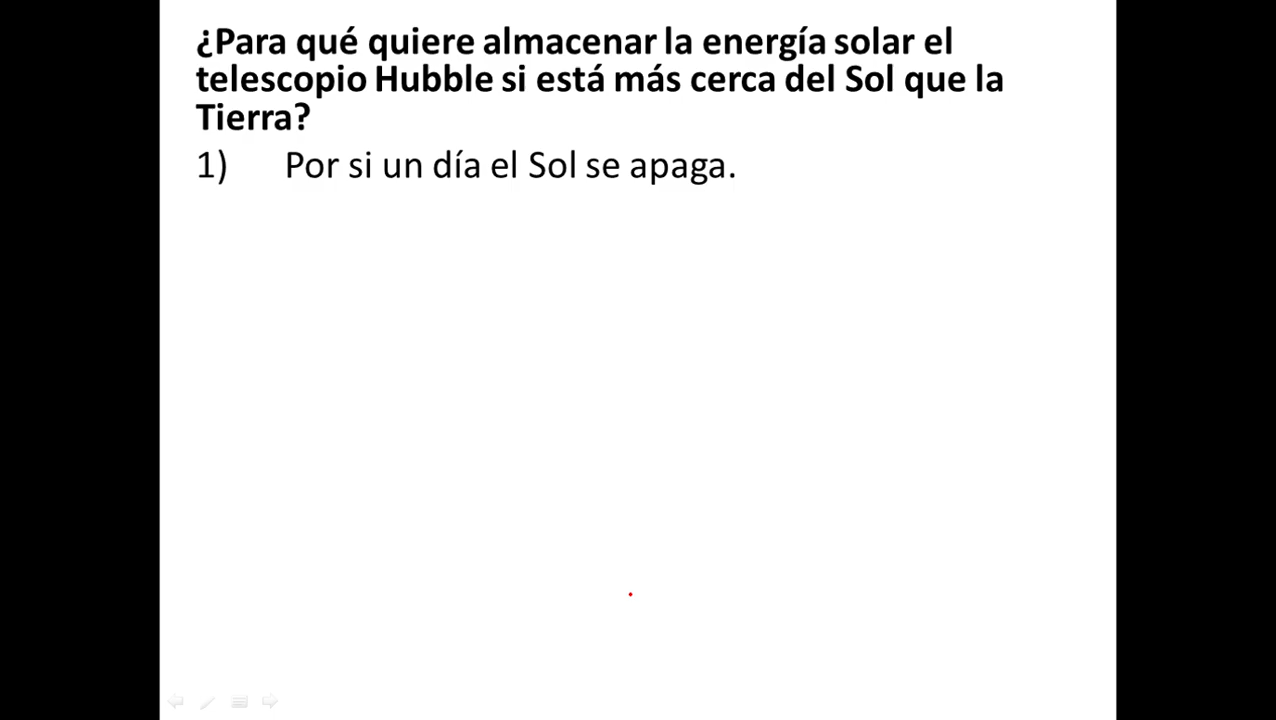 ¿Para qué quiere almacenar la energía solar el
telescopio Hubble si está más cerca del Sol que la
Tierra?
1) Por si un día el Sol se apaga.